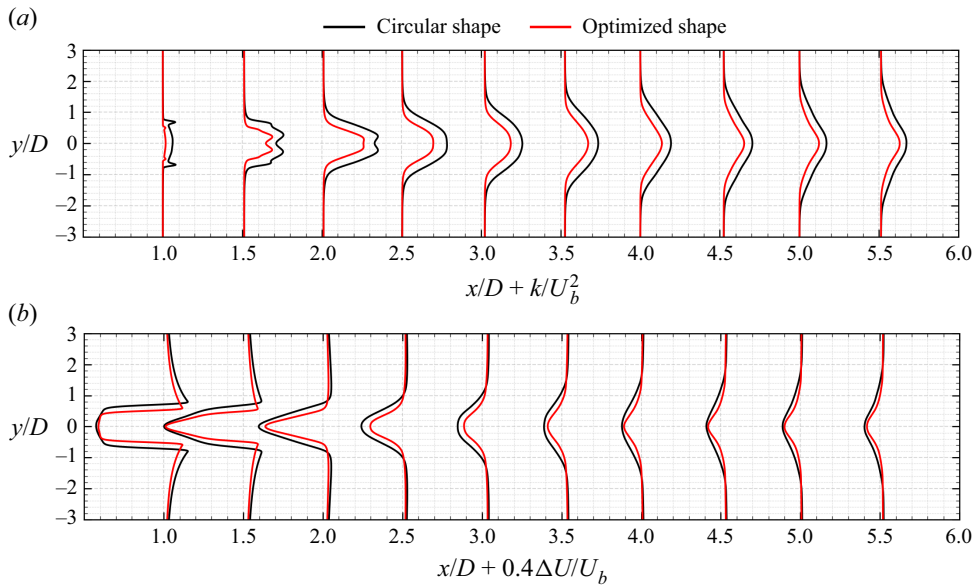 (a)
Circular shape Optimized shape
3
2
1
y/D 0
−1
−2
−3
1.0 1.5 2.0 2.5 3.0 3.5 4.0 4.5 5.0 5.5 6.0
x/D + k/U_b^2
(b)
3
2
1
y/D 0
−1
−2
−3
1.0 1.5 2.0 2.5 3.0 3.5 4.0 4.5 5.0 5.5 6.0
x/D + 0.4ΔU/U_b